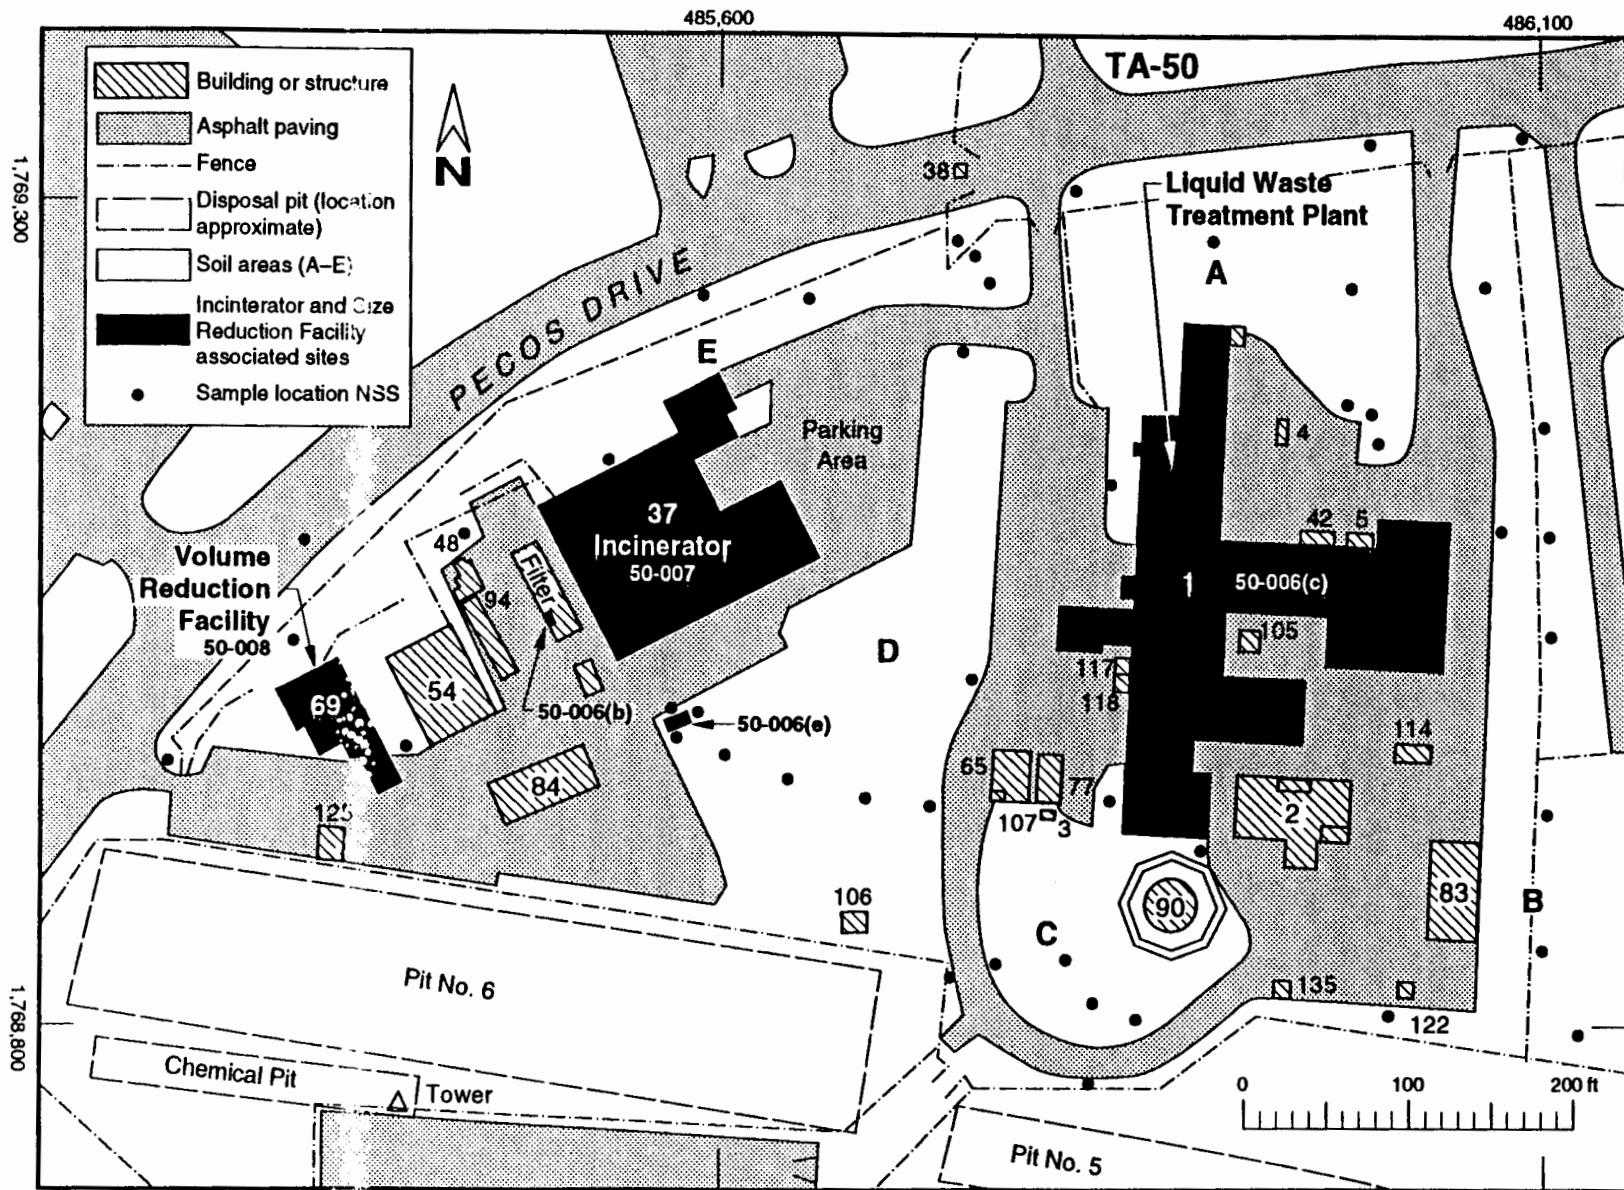 485,600
486,100
TA-50
Building or structure
Asphalt paving
Fence
Disposal pit (location
approximate)
Soil areas (A–E)
Incinterator and Size
Reduction Facility
associated sites
Sample location NSS
N
1,769,300
1,768,800
38
Liquid Waste
Treatment Plant
A
PECOS DRIVE
E
Parking
Area
4
37
Incinerator
50-007
42
5
48
Filter
Volume
Reduction
Facility
50-008
94
1
50-006(c)
105
D
117
118
69
54
50-006(b)
50-006(e)
114
65
77
84
107
3
2
125
106
90
83
B
C
Pit No. 6
135
122
Chemical Pit
Tower
0
100
200 ft
Pit No. 5